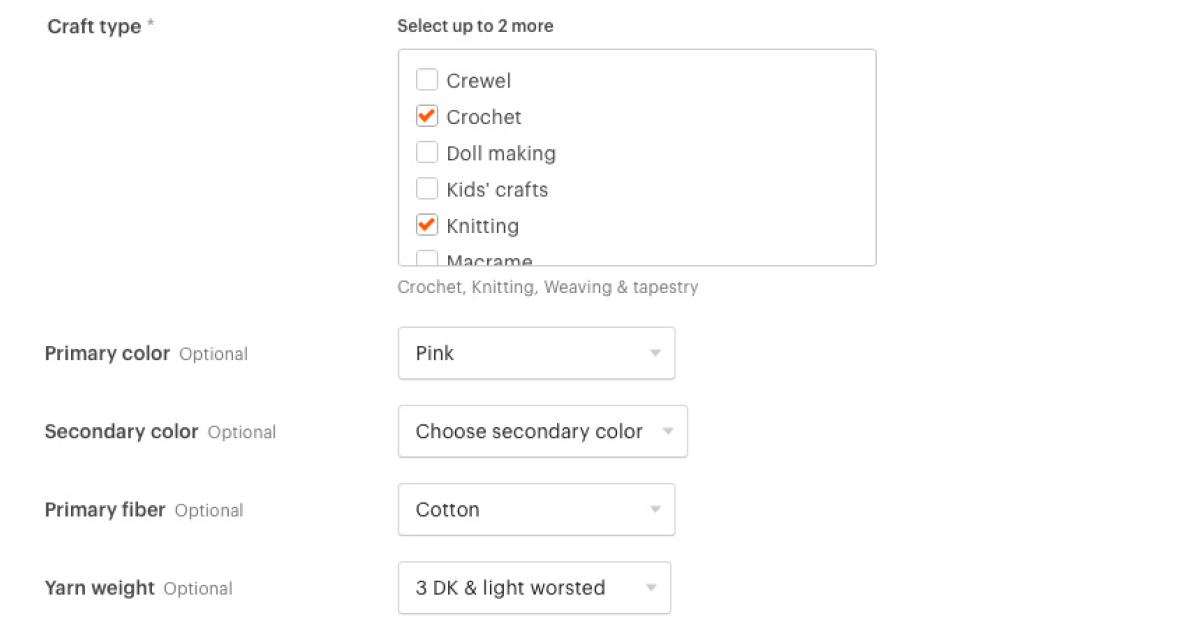 Craft type *
Select up to 2 more
Crewel
Crochet
Doll making
Kids' crafts
Knitting
Macrame
Crochet, Knitting, Weaving & tapestry
Primary color Optional
Pink
Secondary color Optional
Choose secondary color
Primary fiber Optional
Cotton
Yarn weight Optional
3 DK & light worsted